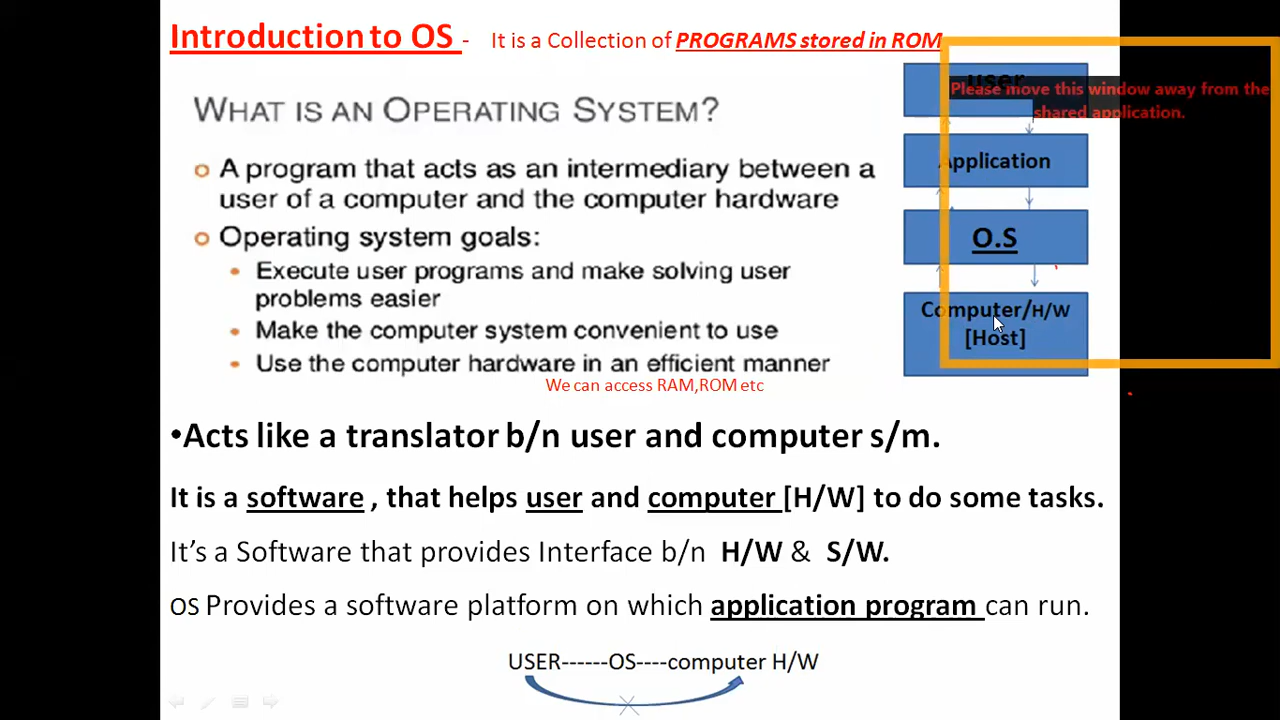 Introduction to OS - It is a Collection of PROGRAMS stored in ROM
WHAT IS AN OPERATING SYSTEM?
A program that acts as an intermediary between a
user of a computer and the computer hardware
Operating system goals:
Execute user programs and make solving user
problems easier
Make the computer system convenient to use
Use the computer hardware in an efficient manner
We can access RAM,ROM etc
user
Please move this window away from the
shared application.
Application
O.S
Computer/H/W
[Host]
•Acts like a translator b/n user and computer s/m.
It is a software , that helps user and computer [H/W] to do some tasks.
It’s a Software that provides Interface b/n H/W & S/W.
OS Provides a software platform on which application program can run.
USER------OS----computer H/W